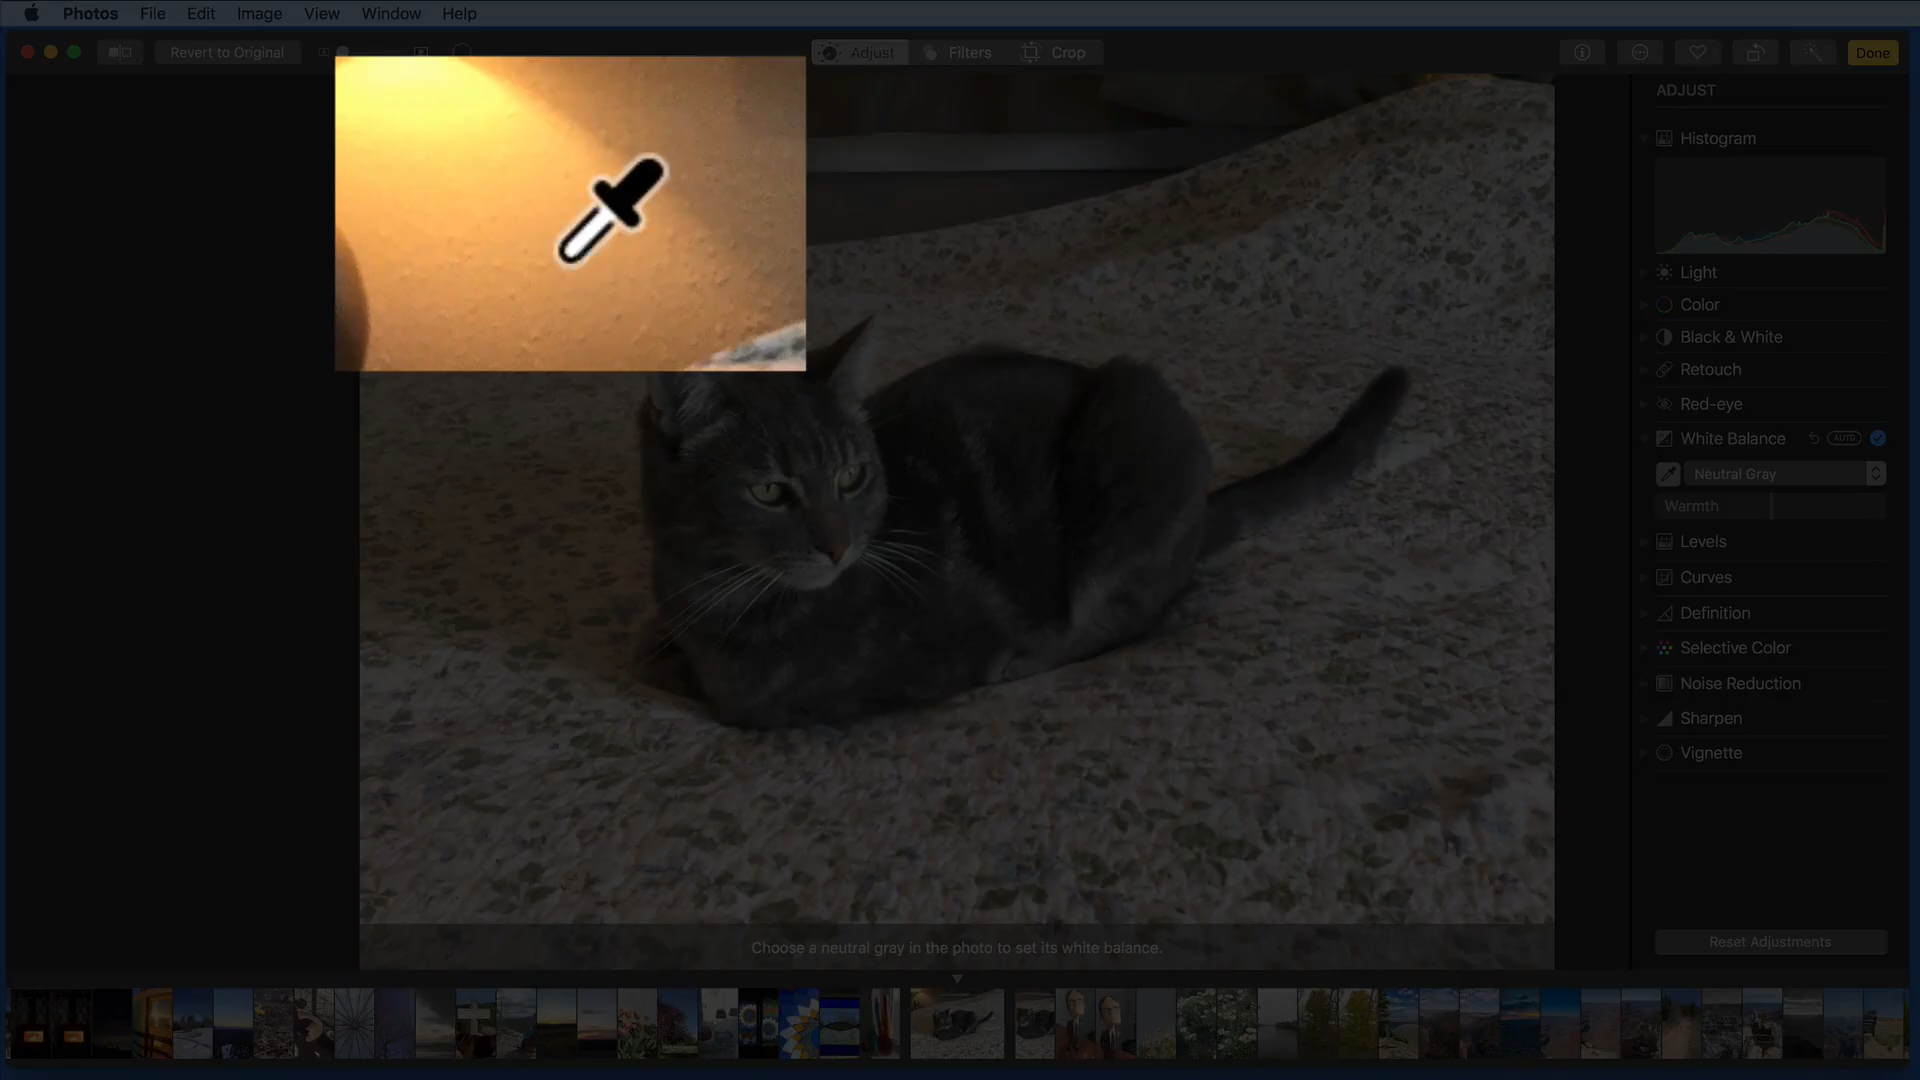 Photos File Edit Image View Window Help
Revert to Original
Adjust Filters Crop
Done
ADJUST
Histogram
Light
Color
Black & White
Retouch
Red-eye
White Balance AUTO
Neutral Gray
Warmth
Levels
Curves
Definition
Selective Color
Noise Reduction
Sharpen
Vignette
Reset Adjustments
Choose a neutral gray in the photo to set its white balance.